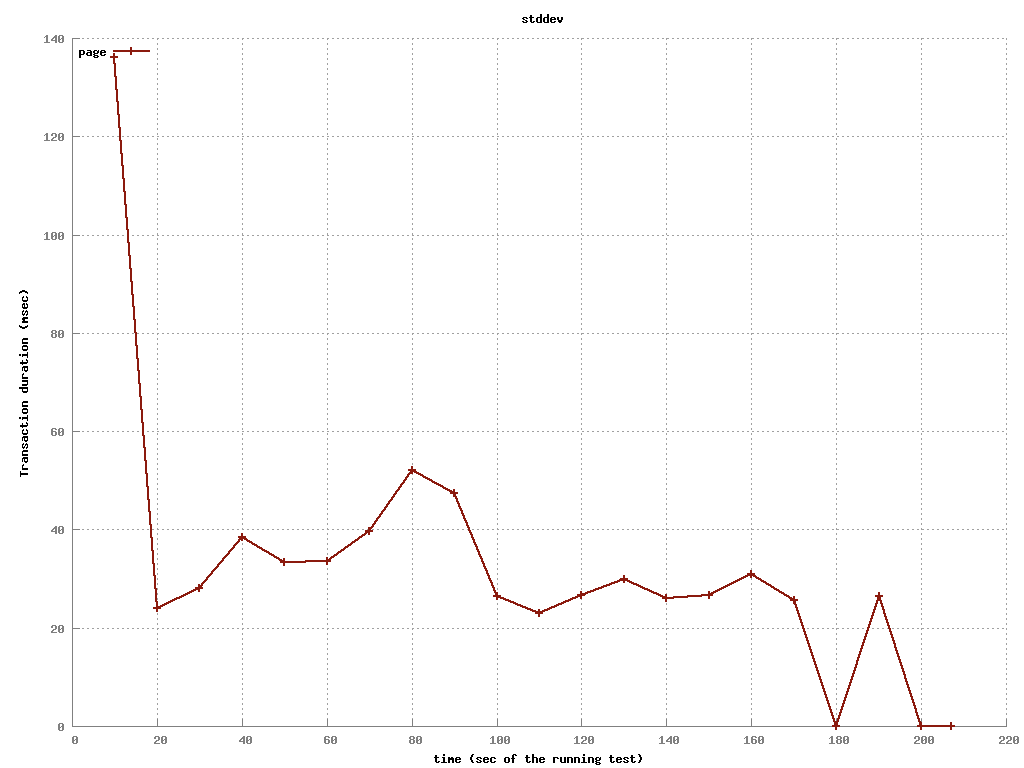 stddev
page
140
120
100
80
60
40
20
0
Transaction duration (msec)
0 20 40 60 80 100 120 140 160 180 200 220
time (sec of the running test)